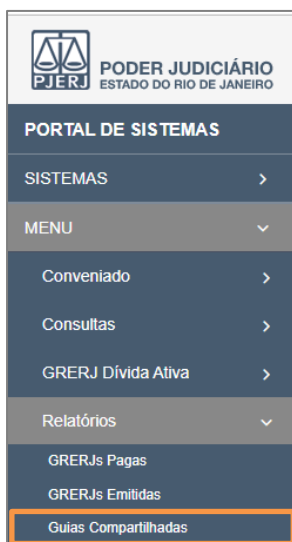 PJERJ
PODER JUDICIÁRIO
ESTADO DO RIO DE JANEIRO
PORTAL DE SISTEMAS
SISTEMAS
MENU
Conveniado
Consultas
GRERJ Dívida Ativa
Relatórios
GRERJs Pagas
GRERJs Emitidas
Guias Compartilhadas